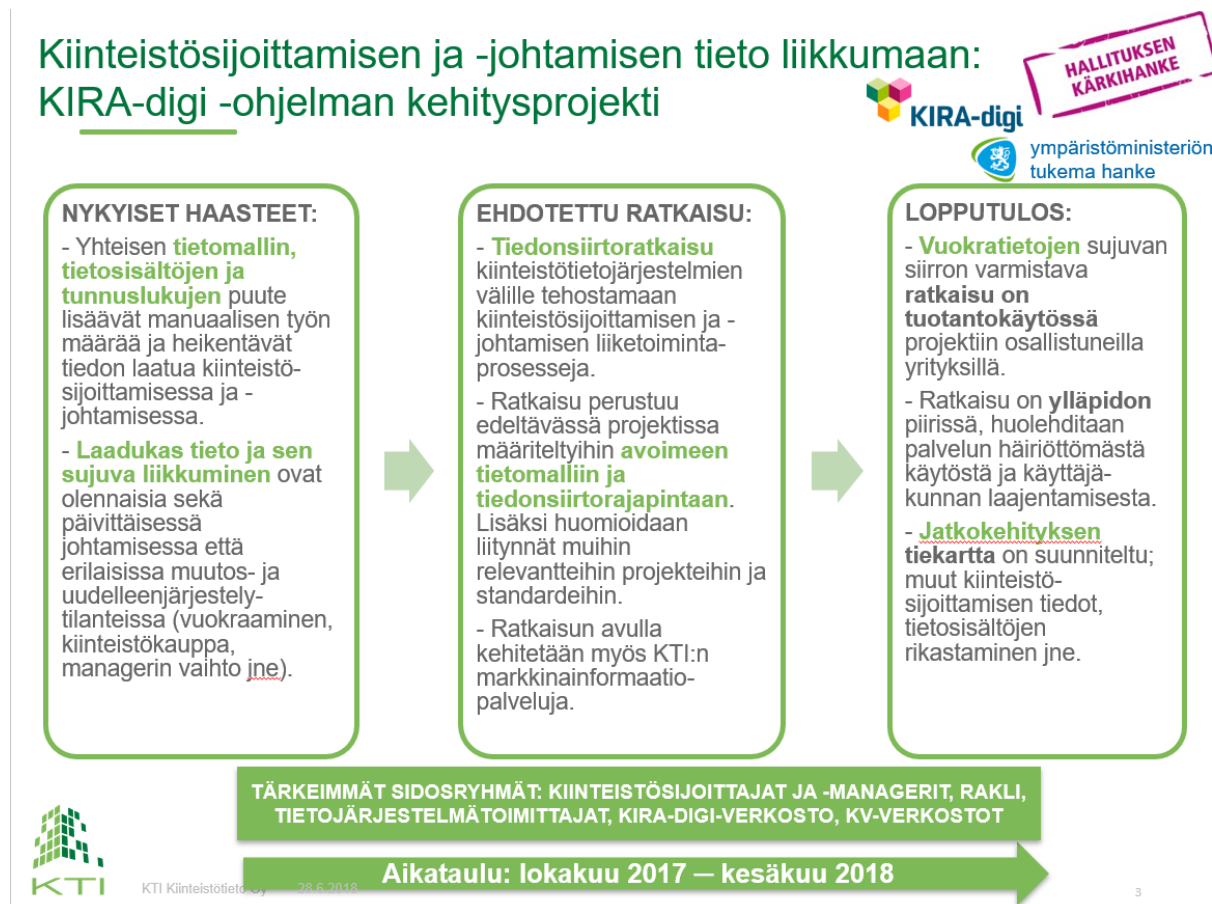 Kiinteistösijoittamisen ja -johtamisen tieto liikkumaan:
KIRA-digi -ohjelman kehitysprojekti
HALLITUKSEN
KÄRKIHANKE
KIRA-digi
ympäristöministeriön
tukema hanke
NYKYISET HAASTEET:
- Yhteisen tietomallin,
tietosisältöjen ja
tunnuslukujen puute
lisäävät manuaalisen työn
määrää ja heikentävät
tiedon laatua kiinteistö-
sijoittamisessa ja -
johtamisessa.
- Laadukas tieto ja sen
sujuva liikkuminen ovat
olennaisia sekä
päivittäisessä
johtamisessa että
erilaisissa muutos- ja
uudelleenjärjestely-
tilanteissa (vuokraaminen,
kiinteistökauppa,
managerin vaihto jne).
EHDOTETTU RATKAISU:
- Tiedonsiirtoratkaisu
kiinteistötietojärjestelmien
välille tehostamaan
kiinteistösijoittamisen ja -
johtamisen liiketoiminta-
prosesseja.
- Ratkaisu perustuu
edeltävässä projektissa
määriteltyihin avoimeen
tietomalliin ja
tiedonsiirtorajapintaan.
Lisäksi huomioidaan
liitynnät muihin
relevantteihin projekteihin ja
standardeihin.
- Ratkaisun avulla
kehitetään myös KTI:n
markkinainformaatio-
palveluja.
LOPPUTULOS:
- Vuokratietojen sujuvan
siirron varmistava
ratkaisu on
tuotantokäytössä
projektiin osallistuneilla
yrityksillä.
- Ratkaisu on ylläpidon
piirissä, huolehditaan
palvelun häiriöttömästä
käytöstä ja käyttäjä-
kunnan laajentamisesta.
- Jatkokehityksen
tiekartta on suunniteltu;
muut kiinteistö-
sijoittamisen tiedot,
tietosisältöjen
rikastaminen jne.
TÄRKEIMMÄT SIDOSRYHMÄT: KIINTEISTÖSIJOITTAJAT JA -MANAGERIT, RAKLI,
TIETOJÄRJESTELMÄTOIMITTAJAT, KIRA-DIGI-VERKOSTO, KV-VERKOSTOT
Aikataulu: lokakuu 2017 — kesäkuu 2018
KTI
KTI Kiinteistötieto Oy 28.6.2018
3